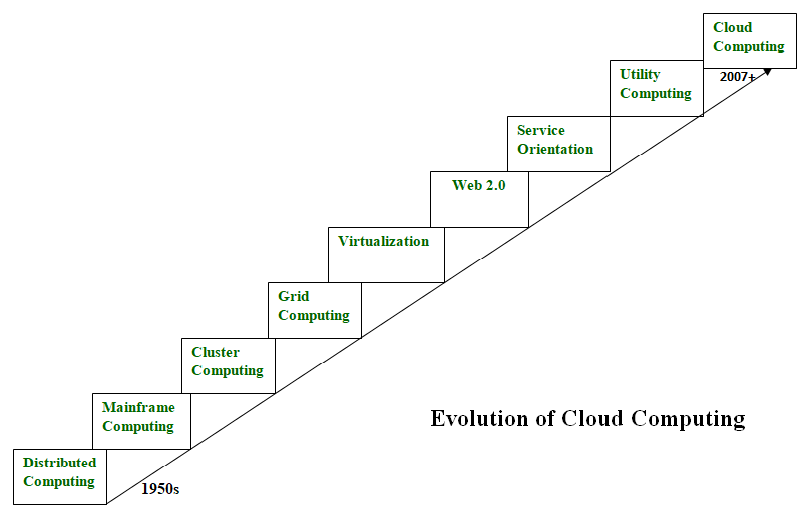 Cloud
Computing
2007+
Utility
Computing
Service
Orientation
Web 2.0
Virtualization
Grid
Computing
Cluster
Computing
Mainframe
Computing
Evolution of Cloud Computing
Distributed
Computing
1950s